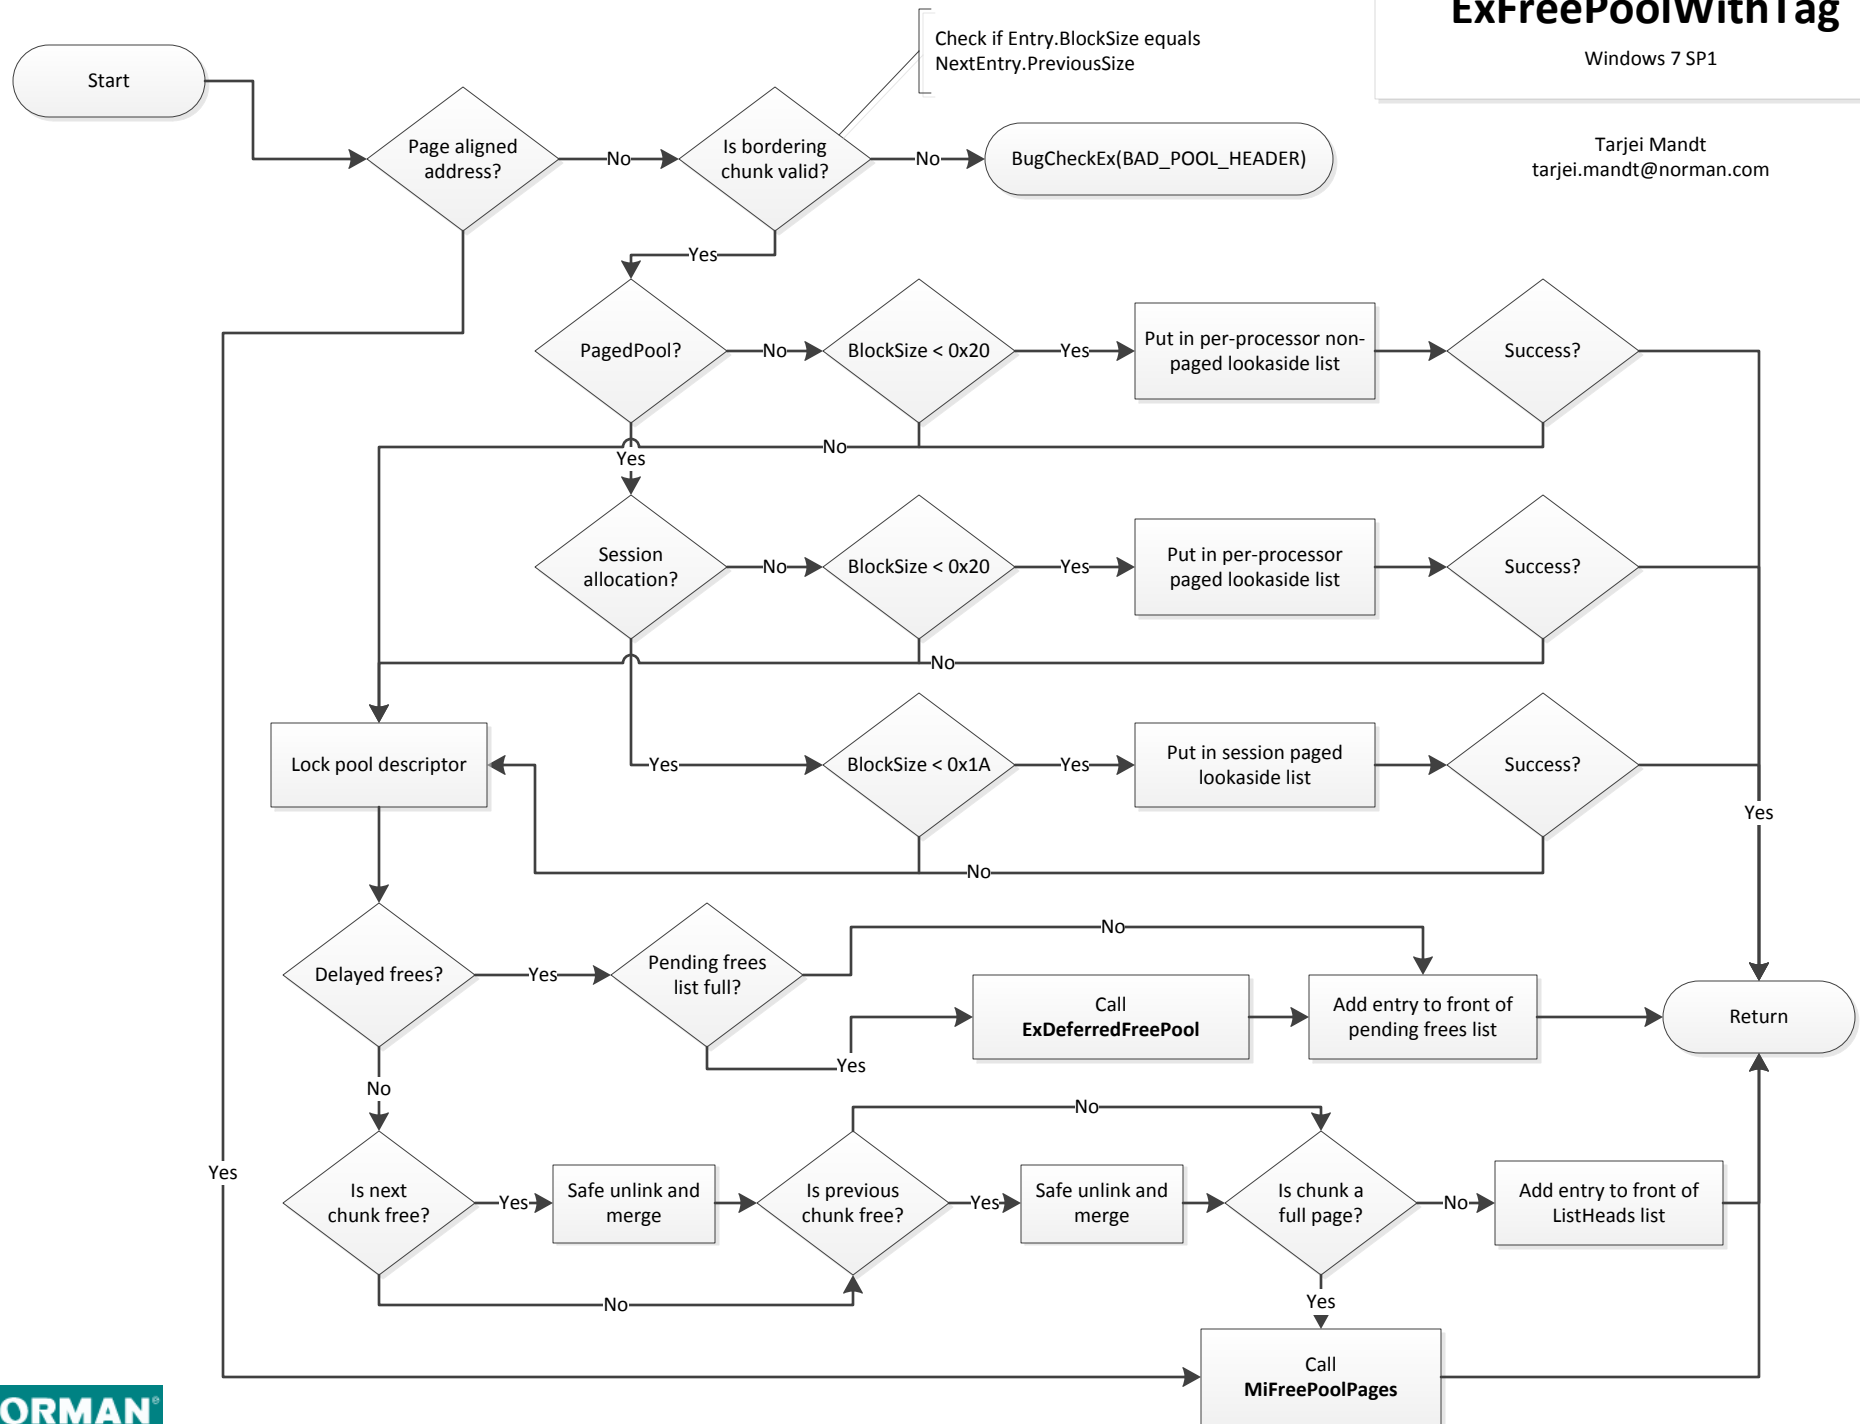 ExFreePoolWithTag
Windows 7 SP1
Tarjei Mandt
tarjei.mandt@norman.com
Check if Entry.BlockSize equals
NextEntry.PreviousSize
Start
Page aligned
address?
No
Is bordering
chunk valid?
No
BugCheckEx(BAD_POOL_HEADER)
Yes
PagedPool?
No
BlockSize < 0x20
Yes
Put in per-processor non-
paged lookaside list
Success?
No
Yes
Session
allocation?
No
BlockSize < 0x20
Yes
Put in per-processor
paged lookaside list
Success?
No
Lock pool descriptor
Yes
BlockSize < 0x1A
Yes
Put in session paged
lookaside list
Success?
Yes
No
Delayed frees?
Yes
Pending frees
list full?
No
Call
ExDeferredFreePool
Add entry to front of
pending frees list
Return
Yes
No
No
Yes
Is next
chunk free?
Yes
Safe unlink and
merge
Is previous
chunk free?
Yes
Safe unlink and
merge
Is chunk a
full page?
No
Add entry to front of
ListHeads list
No
Yes
Call
MiFreePoolPages
ORMAN®